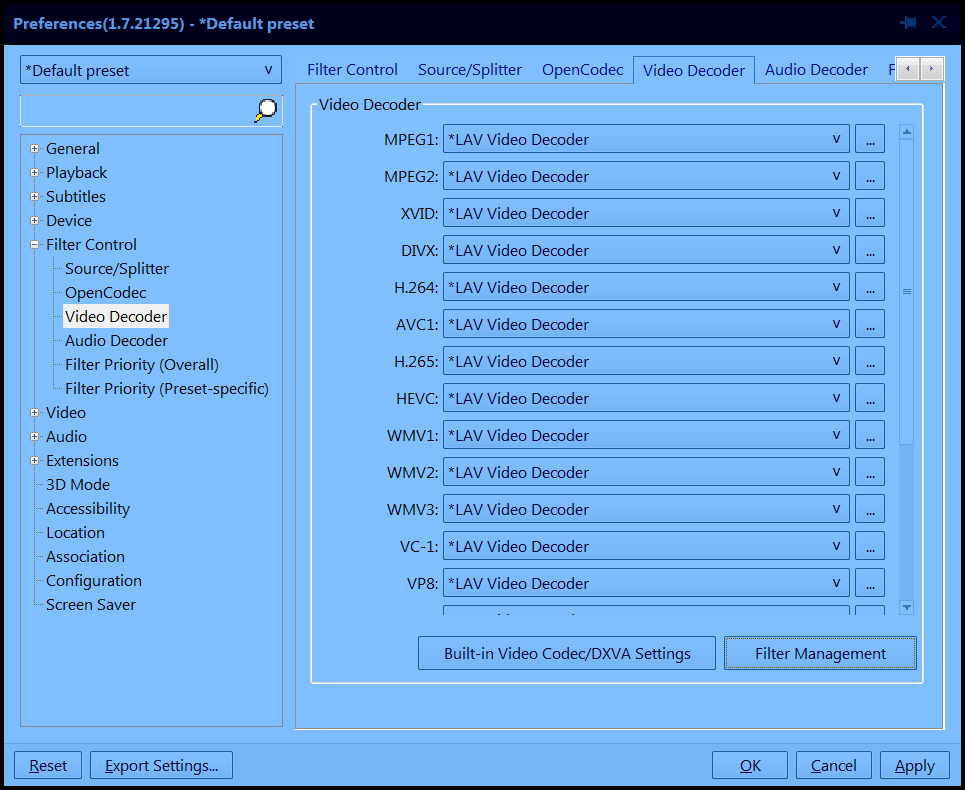 Preferences(1.7.21295) - *Default preset
*Default preset
General
Playback
Subtitles
Device
Filter Control
Source/Splitter
OpenCodec
Video Decoder
Audio Decoder
Filter Priority (Overall)
Filter Priority (Preset-specific)
Video
Audio
Extensions
3D Mode
Accessibility
Location
Association
Configuration
Screen Saver
Filter Control Source/Splitter OpenCodec Video Decoder Audio Decoder
Video Decoder
MPEG1: *LAV Video Decoder ...
MPEG2: *LAV Video Decoder ...
XVID: *LAV Video Decoder ...
DIVX: *LAV Video Decoder ...
H.264: *LAV Video Decoder ...
AVC1: *LAV Video Decoder ...
H.265: *LAV Video Decoder ...
HEVC: *LAV Video Decoder ...
WMV1: *LAV Video Decoder ...
WMV2: *LAV Video Decoder ...
WMV3: *LAV Video Decoder ...
VC-1: *LAV Video Decoder ...
VP8: *LAV Video Decoder ...
Built-in Video Codec/DXVA Settings Filter Management
Reset Export Settings... OK Cancel Apply